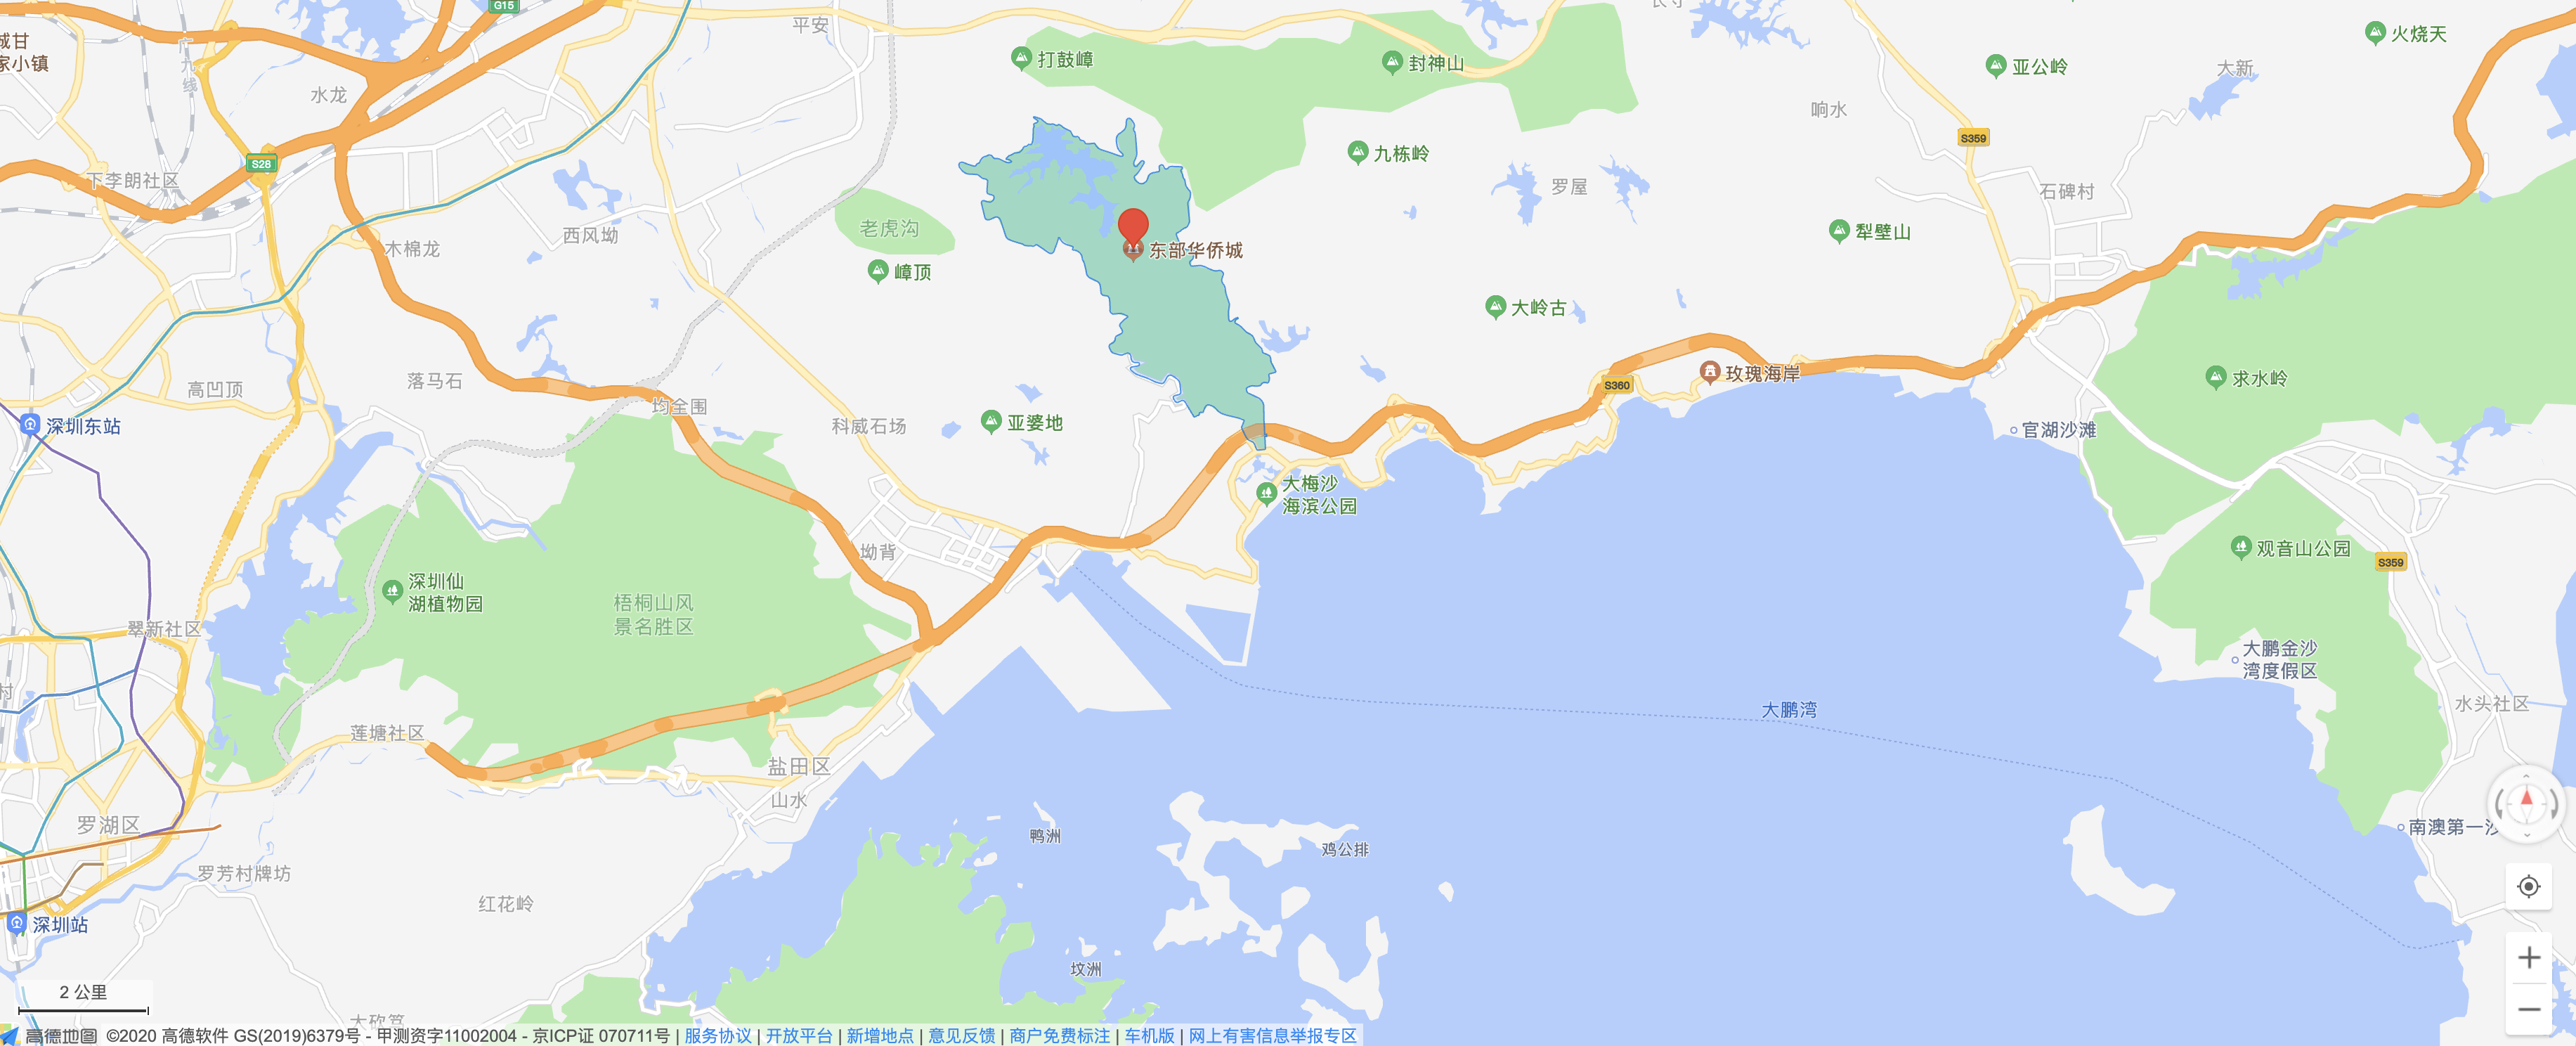 G15
平安
火烧天
城甘
家小镇
广九线
打鼓嶂
封神山
亚公岭
大新
水龙
响水
S359
S28
九栋岭
下李朗社区
罗屋
石碑村
老虎沟
西风坳
木棉龙
东部华侨城
犁壁山
嶂顶
大岭古
玫瑰海岸
求水岭
落马石
高凹顶
S360
均全围
深圳东站
科威石场
亚婆地
官湖沙滩
大梅沙
海滨公园
坳背
观音山公园
S359
深圳仙
湖植物园
梧桐山风
景名胜区
翠新社区
大鹏金沙
湾度假区
村
水头社区
大鹏湾
莲塘社区
盐田区
山水
罗湖区
鸭洲
鸡公排
南澳第一沙
罗芳村牌坊
红花岭
深圳站
坟洲
2 公里
高德地图 ©2020 高德软件 GS(2019)6379号 - 甲测资字11002004 - 京ICP证 070711号 | 服务协议 | 开放平台 | 新增地点 | 意见反馈 | 商户免费标注 | 车机版 | 网上有害信息举报专区